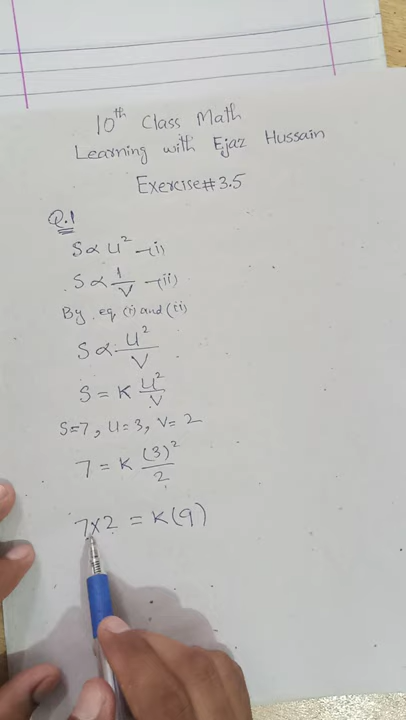 10th Class Math
Learning with Ejaz Hussain
Exercise#3.5
Q.1
S∝U² —(i)
S∝1/V —(ii)
By eq (i) and (ii)
S∝U²/V
S=K U²/V
S=7, U=3, V=2
7=K (3)²/2
7×2=K(9)